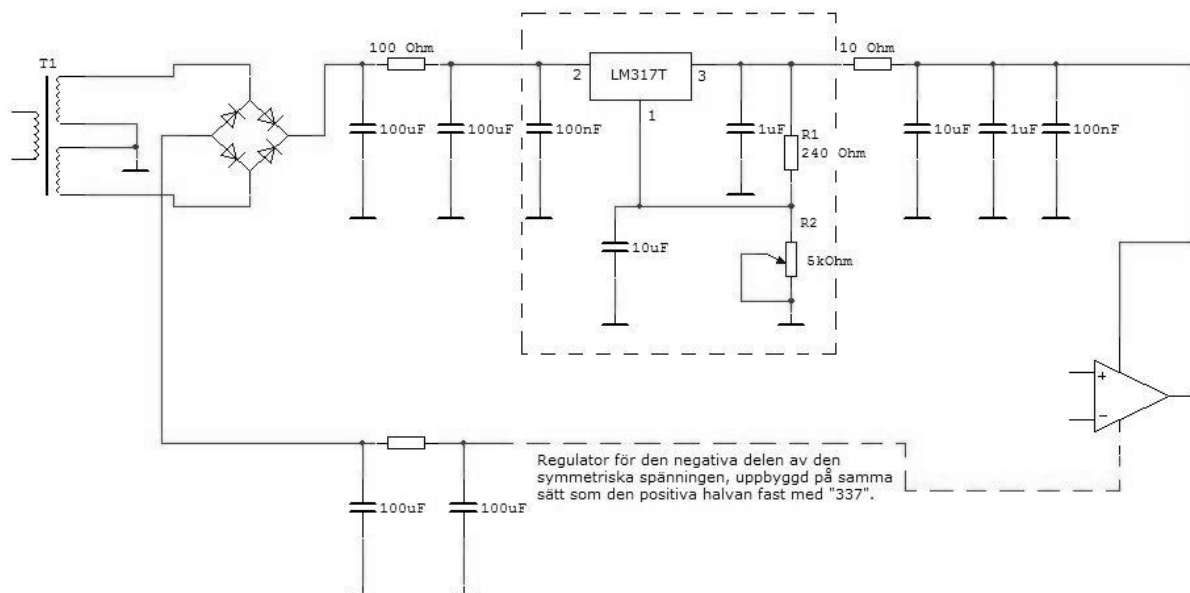 T1
100 Ohm
10 Ohm
2
LM317T
3
1
100uF
100uF
100nF
1uF
R1
240 Ohm
10uF
1uF
100nF
R2
10uF
5kOhm
+
−
Regulator för den negativa delen av den
symmetriska spänningen, uppbyggd på samma
sätt som den positiva halvan fast med "337".
100uF
100uF